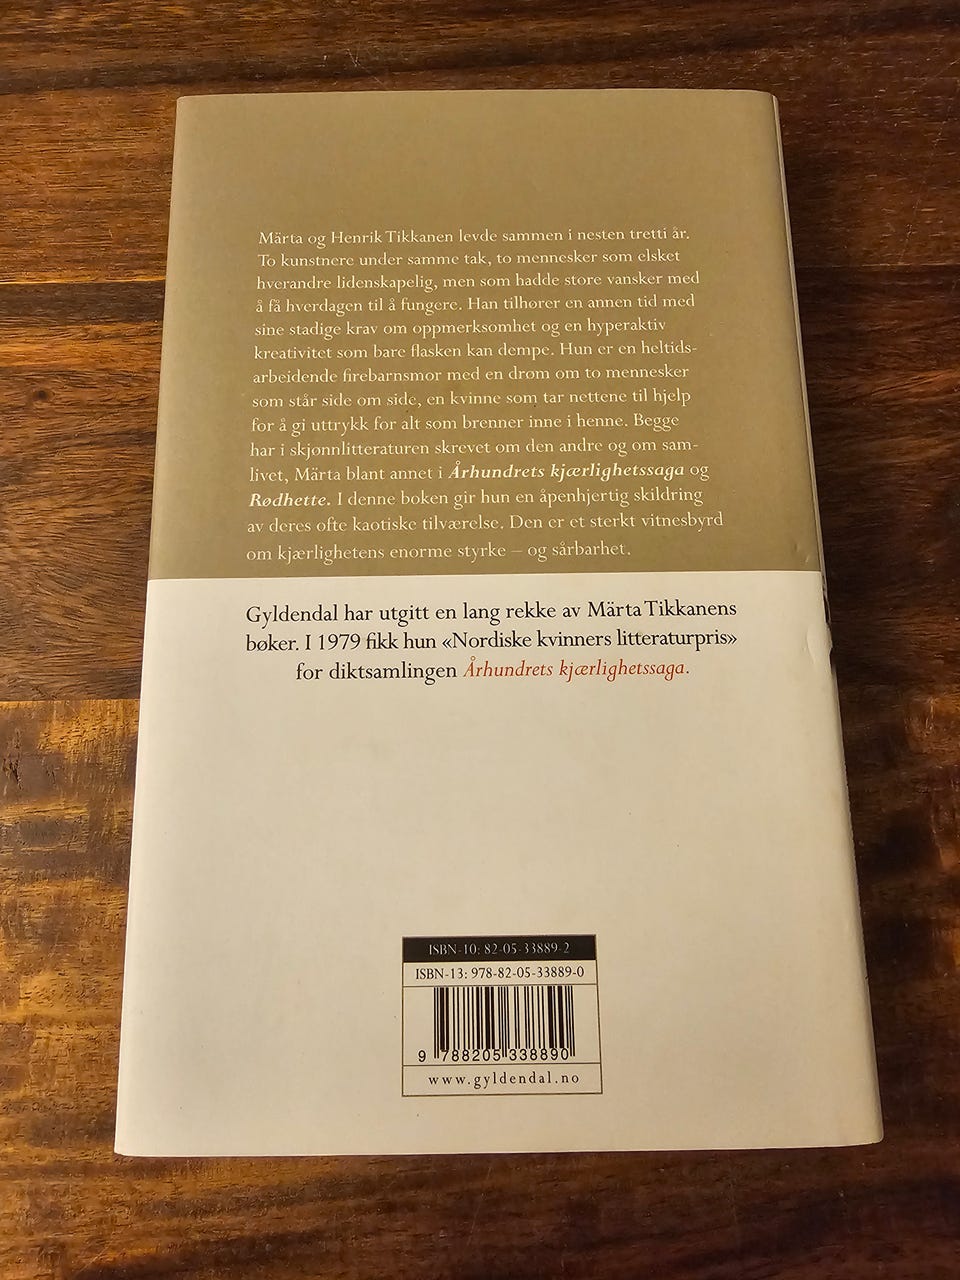 Märta og Henrik Tikkanen levde sammen i nesten tretti år.
To kunstnere under samme tak, to mennesker som elsket
hverandre lidenskapelig, men som hadde store vansker med
å få hverdagen til å fungere. Han tilhører en annen tid med
sine stadige krav om oppmerksomhet og en hyperaktiv
kreativitet som bare flasken kan dempe. Hun er en heltids-
arbeidende firebarnsmor med en drøm om to mennesker
som står side om side, en kvinne som tar nettene til hjelp
for å gi uttrykk for alt som brenner inne i henne. Begge
har i skjønnlitteraturen skrevet om den andre og om sam-
livet, Märta blant annet i Århundrets kjærlighetssaga og
Rødhette. I denne boken gir hun en åpenhjertig skildring
av deres ofte kaotiske tilværelse. Den er et sterkt vitnesbyrd
om kjærlighetens enorme styrke – og sårbarhet.
Gyldendal har utgitt en lang rekke av Märta Tikkanens
bøker. I 1979 fikk hun «Nordiske kvinners litteraturpris»
for diktsamlingen Århundrets kjærlighetssaga.
ISBN-10: 82-05-33889-2
ISBN-13: 978-82-05-33889-0
9 788205 338890
www.gyldendal.no